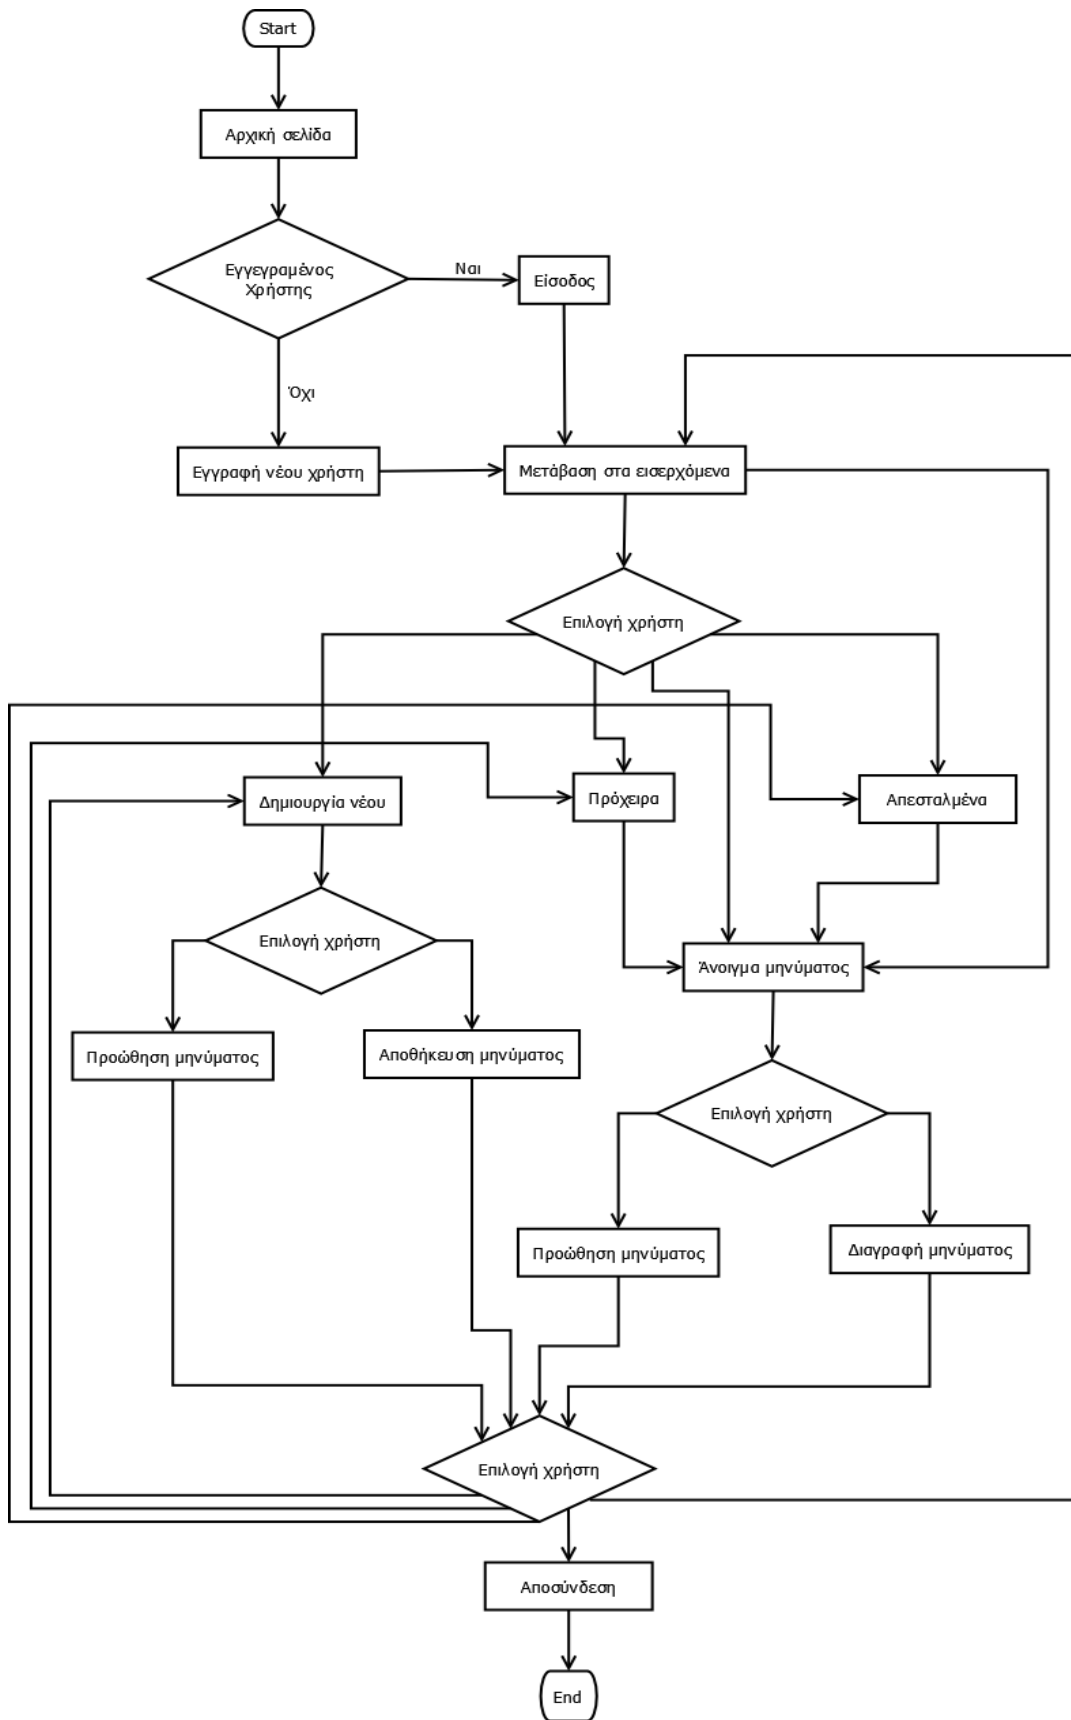 Start
Αρχική σελίδα
Εγγεγραμένος
Χρήστης
Ναι
Είσοδος
Όχι
Εγγραφή νέου χρήστη
Μετάβαση στα εισερχόμενα
Επιλογή χρήστη
Δημιουργία νέου
Πρόχειρα
Απεσταλμένα
Επιλογή χρήστη
Άνοιγμα μηνύματος
Προώθηση μηνύματος
Αποθήκευση μηνύματος
Επιλογή χρήστη
Προώθηση μηνύματος
Διαγραφή μηνύματος
Επιλογή χρήστη
Αποσύνδεση
End